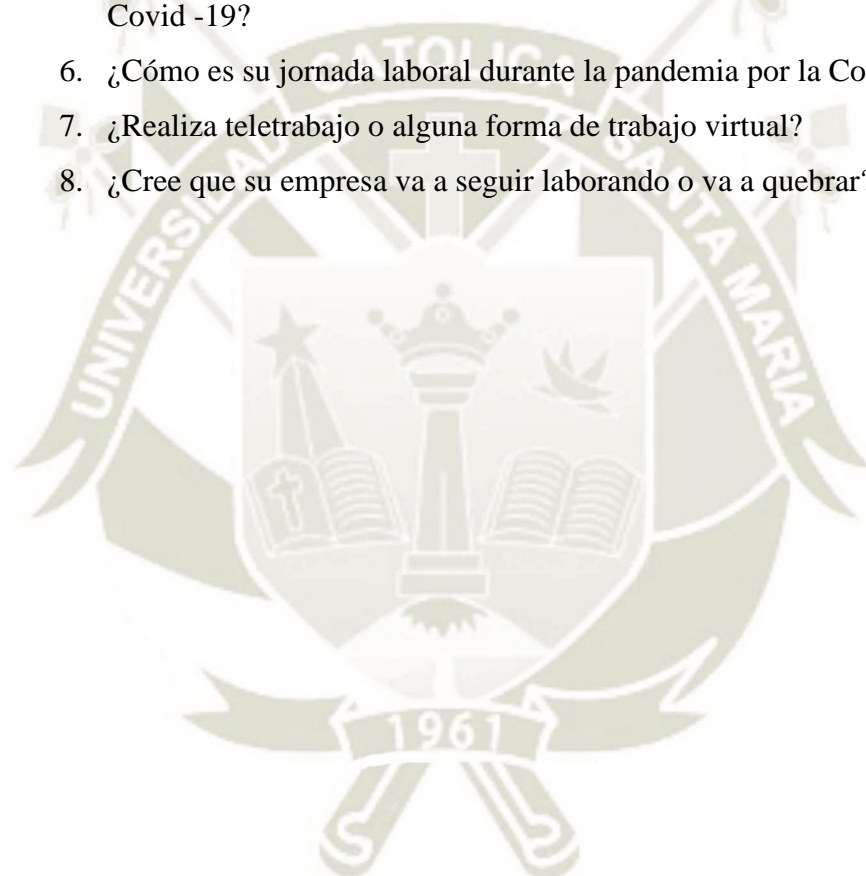 Covid -19?
6. ¿Cómo es su jornada laboral durante la pandemia por la Co
7. ¿Realiza teletrabajo o alguna forma de trabajo virtual?
8. ¿Cree que su empresa va a seguir laborando o va a quebrar?
UNIVERSIDAD CATOLICA SANTA MARIA
1961